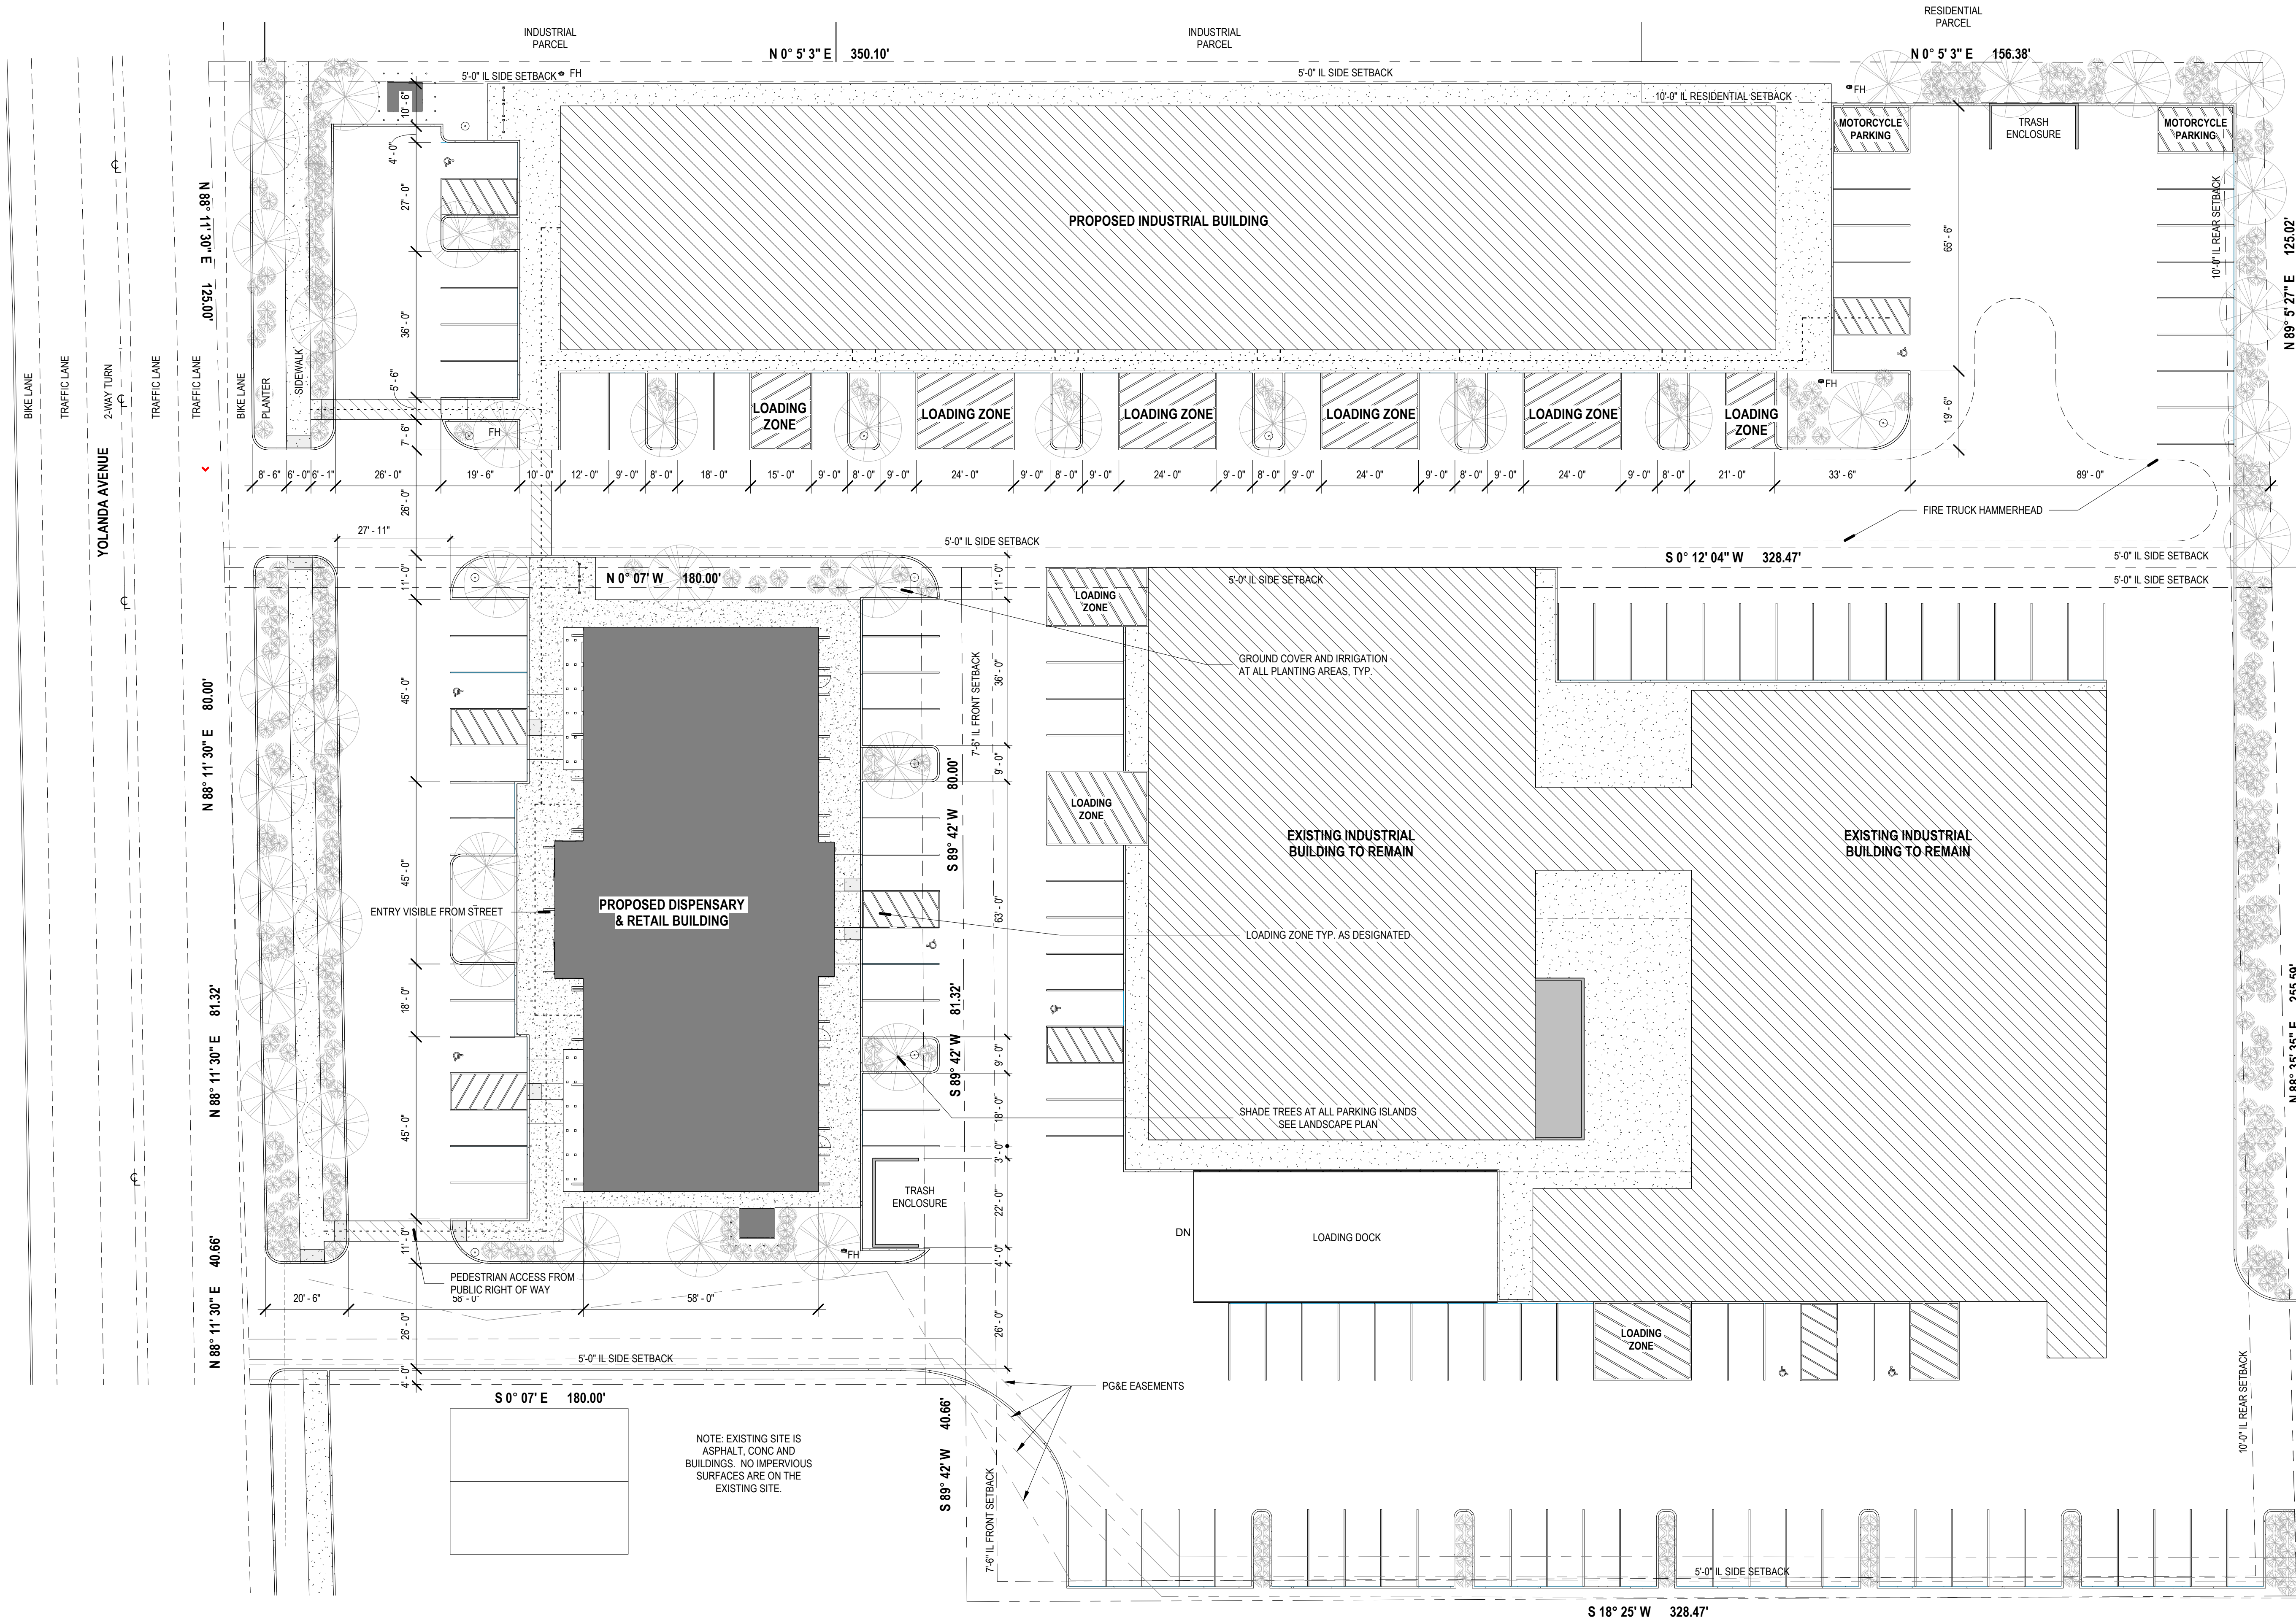 RESIDENTIAL
PARCEL
INDUSTRIAL
PARCEL
INDUSTRIAL
PARCEL
N 0° 5' 3" E 350.10'
N 0° 5' 3" E 156.38'
5'-0" IL SIDE SETBACK
FH
5'-0" IL SIDE SETBACK
10'-0" IL RESIDENTIAL SETBACK
FH
10' - 6"
4' - 0"
27' - 0"
36' - 0"
5' - 6"
7' - 6"
26' - 0"
MOTORCYCLE
PARKING
TRASH
ENCLOSURE
MOTORCYCLE
PARKING
PROPOSED INDUSTRIAL BUILDING
65' - 6"
19' - 6"
10'-0" IL REAR SETBACK
N 89° 5' 27" E 125.02'
N 88° 11' 30" E 125.00'
BIKE LANE
TRAFFIC LANE
2-WAY TURN
TRAFFIC LANE
TRAFFIC LANE
BIKE LANE
PLANTER
SIDEWALK
YOLANDA AVENUE
FH
FH
LOADING
ZONE
LOADING ZONE
LOADING ZONE
LOADING ZONE
LOADING ZONE
LOADING
ZONE
8' - 6"
6' - 0"
6' - 1"
26' - 0"
19' - 6"
10' - 0"
12' - 0"
9' - 0"
8' - 0"
18' - 0"
15' - 0"
9' - 0"
8' - 0"
9' - 0"
24' - 0"
9' - 0"
8' - 0"
9' - 0"
24' - 0"
9' - 0"
8' - 0"
9' - 0"
24' - 0"
9' - 0"
8' - 0"
9' - 0"
24' - 0"
9' - 0"
8' - 0"
21' - 0"
33' - 6"
89' - 0"
FIRE TRUCK HAMMERHEAD
27' - 11"
5'-0" IL SIDE SETBACK
S 0° 12' 04" W 328.47'
5'-0" IL SIDE SETBACK
5'-0" IL SIDE SETBACK
5'-0" IL SIDE SETBACK
N 0° 07' W 180.00'
11' - 0"
45' - 0"
45' - 0"
18' - 0"
45' - 0"
11' - 0"
26' - 0"
4' - 0"
11' - 0"
36' - 0"
9' - 0"
63' - 0"
9' - 0"
18' - 0"
3' - 0"
22' - 0"
4' - 0"
26' - 0"
N 88° 11' 30" E 80.00'
N 88° 11' 30" E 81.32'
N 88° 11' 30" E 40.66'
7'-6" IL FRONT SETBACK
S 89° 42' W 80.00'
S 89° 42' W 81.32'
S 89° 42' W 40.66'
7'-6" IL FRONT SETBACK
LOADING
ZONE
GROUND COVER AND IRRIGATION
AT ALL PLANTING AREAS, TYP.
LOADING
ZONE
EXISTING INDUSTRIAL
BUILDING TO REMAIN
EXISTING INDUSTRIAL
BUILDING TO REMAIN
ENTRY VISIBLE FROM STREET
PROPOSED DISPENSARY
& RETAIL BUILDING
LOADING ZONE TYP. AS DESIGNATED
SHADE TREES AT ALL PARKING ISLANDS
SEE LANDSCAPE PLAN
N 88° 35' 35" E 255.59'
TRASH
ENCLOSURE
DN
LOADING DOCK
FH
PEDESTRIAN ACCESS FROM
PUBLIC RIGHT OF WAY
20' - 6"
58' - 0"
58' - 0"
LOADING
ZONE
5'-0" IL SIDE SETBACK
PG&E EASEMENTS
S 0° 07' E 180.00'
NOTE: EXISTING SITE IS
ASPHALT, CONC AND
BUILDINGS. NO IMPERVIOUS
SURFACES ARE ON THE
EXISTING SITE.
10'-0" IL REAR SETBACK
5'-0" IL SIDE SETBACK
S 18° 25' W 328.47'